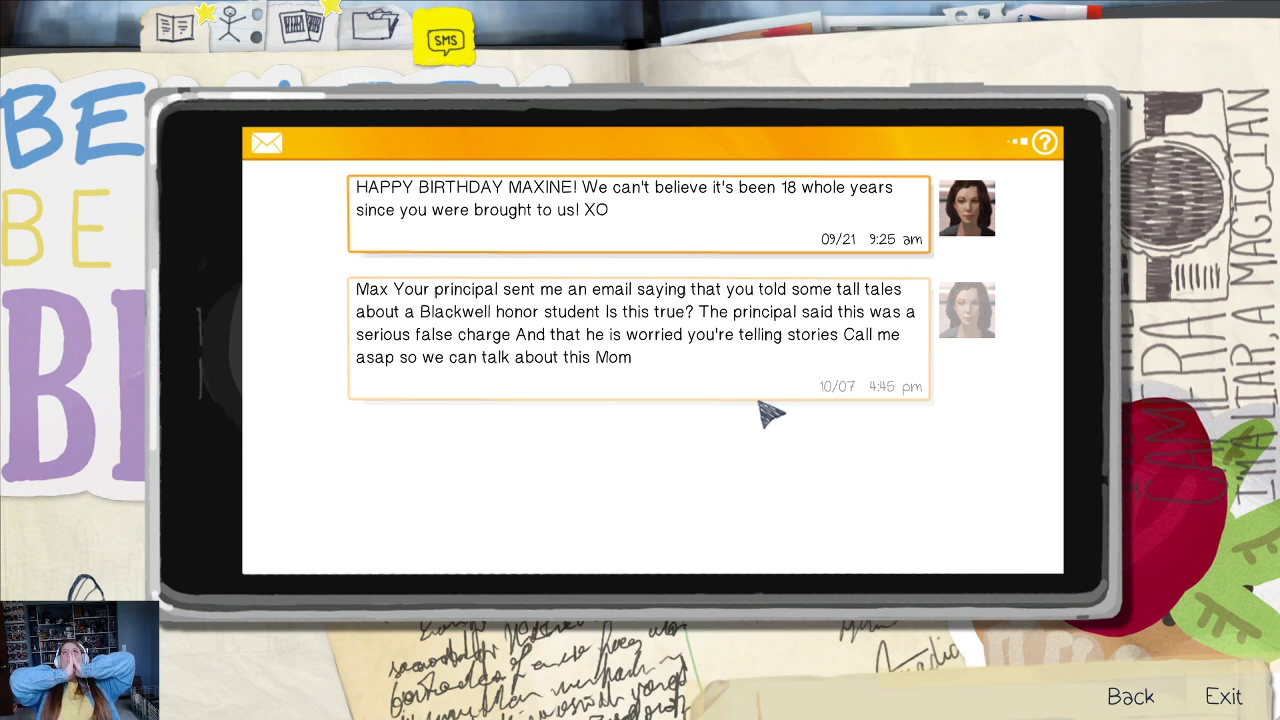 SMS
BE
BE
HAPPY BIRTHDAY MAXINE! We can't believe it's been 18 whole years
since you were brought to us! XO
09/21 9:25 am
Max Your principal sent me an email saying that you told some tall tales
about a Blackwell honor student Is this true? The principal said this was a
serious false charge And that he is worried you're telling stories Call me
asap so we can talk about this Mom
10/07 4:45 pm
CAMERA
I'M A LIAR, A MAGICIAN
Back Exit